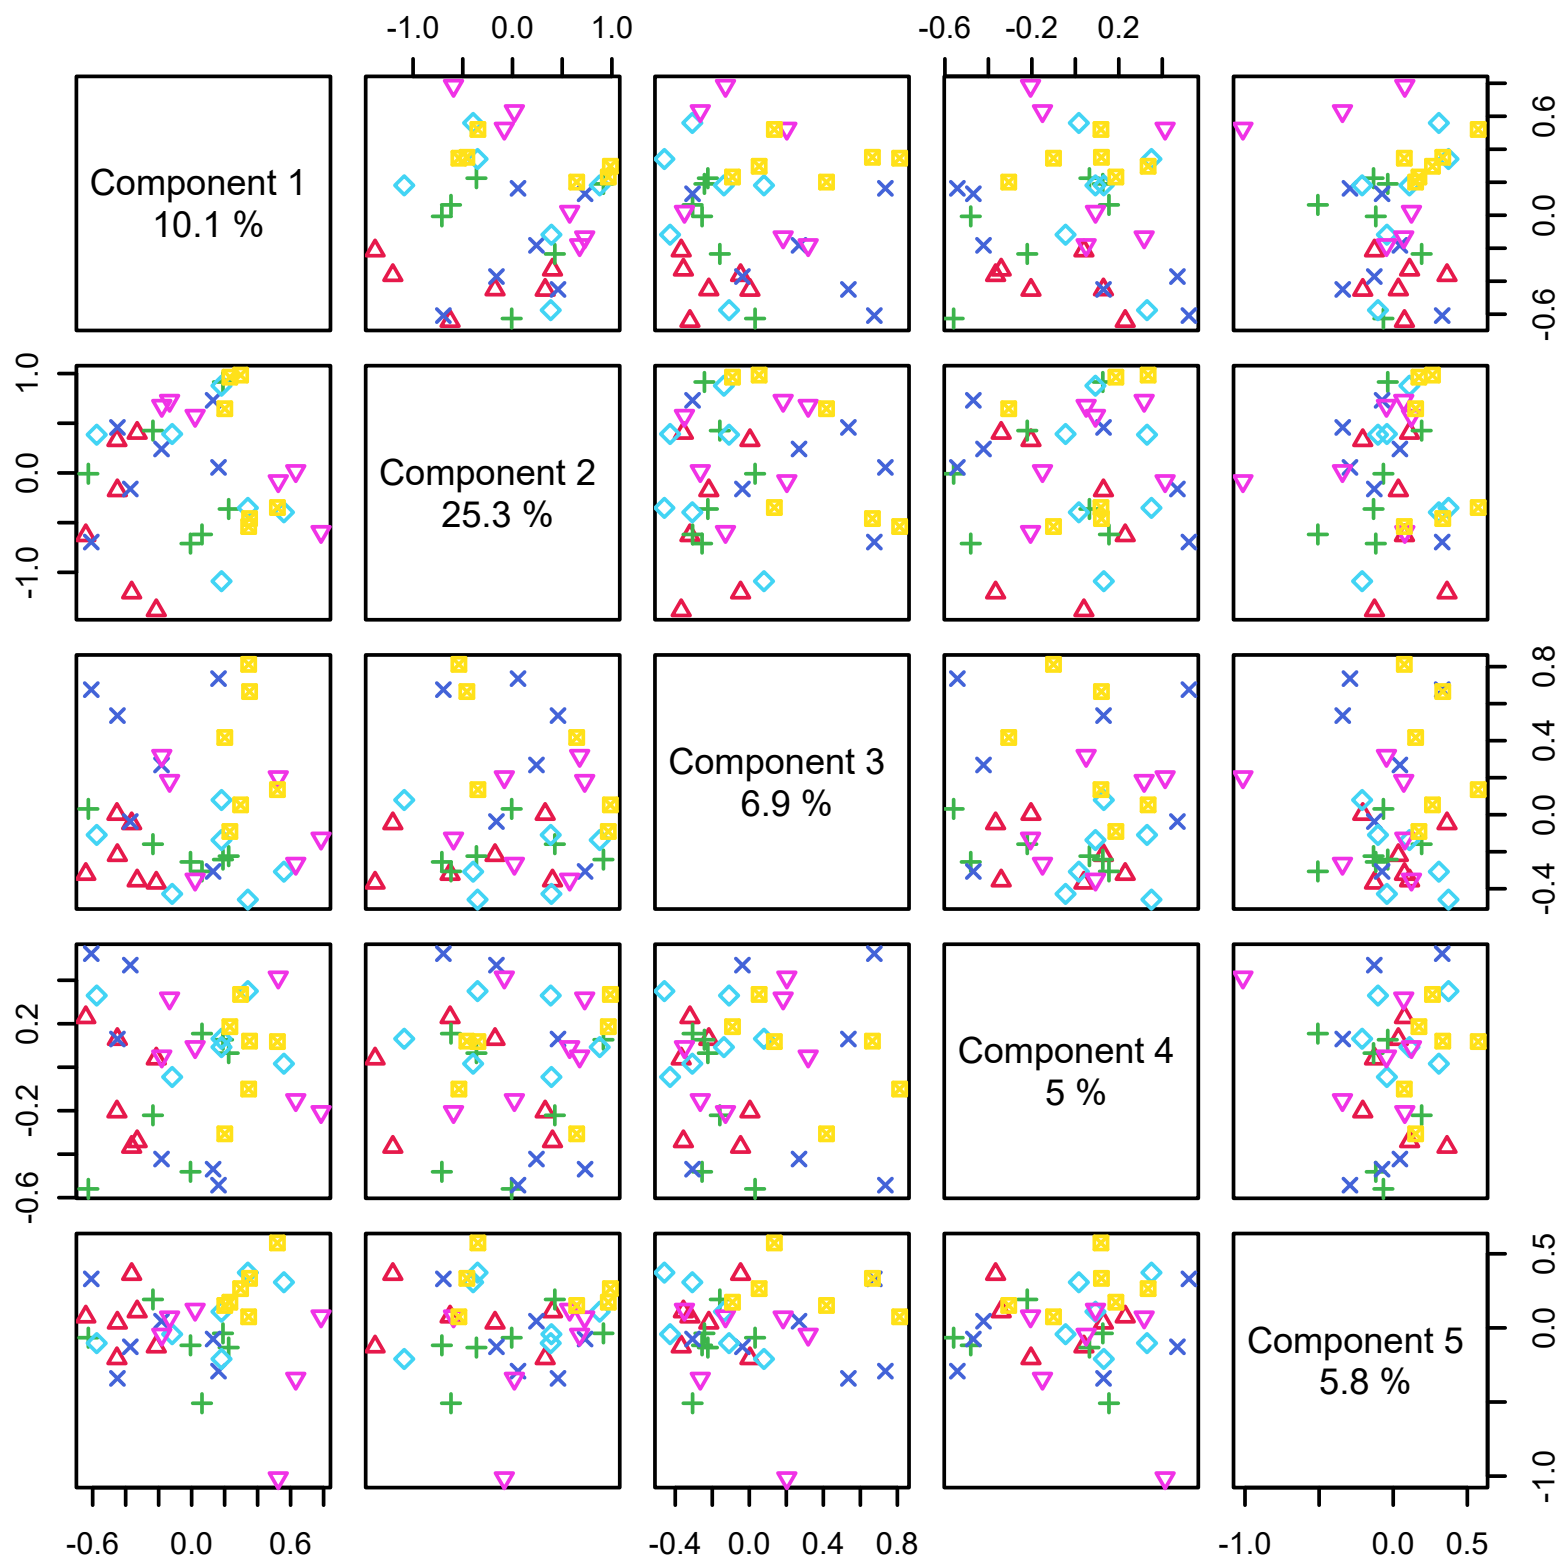 -1.0 0.0 1.0 -0.6 -0.2 0.2
Component 1
10.1 %
-0.6 0.0 0.6
-1.0 0.0 1.0
Component 2
25.3 %
Component 3
6.9 %
-0.4 0.0 0.4 0.8
-0.6 -0.2 0.2
Component 4
5 %
Component 5
5.8 %
-1.0 0.0 0.5
-0.6 0.0 0.6 -0.4 0.0 0.4 0.8 -1.0 0.0 0.5